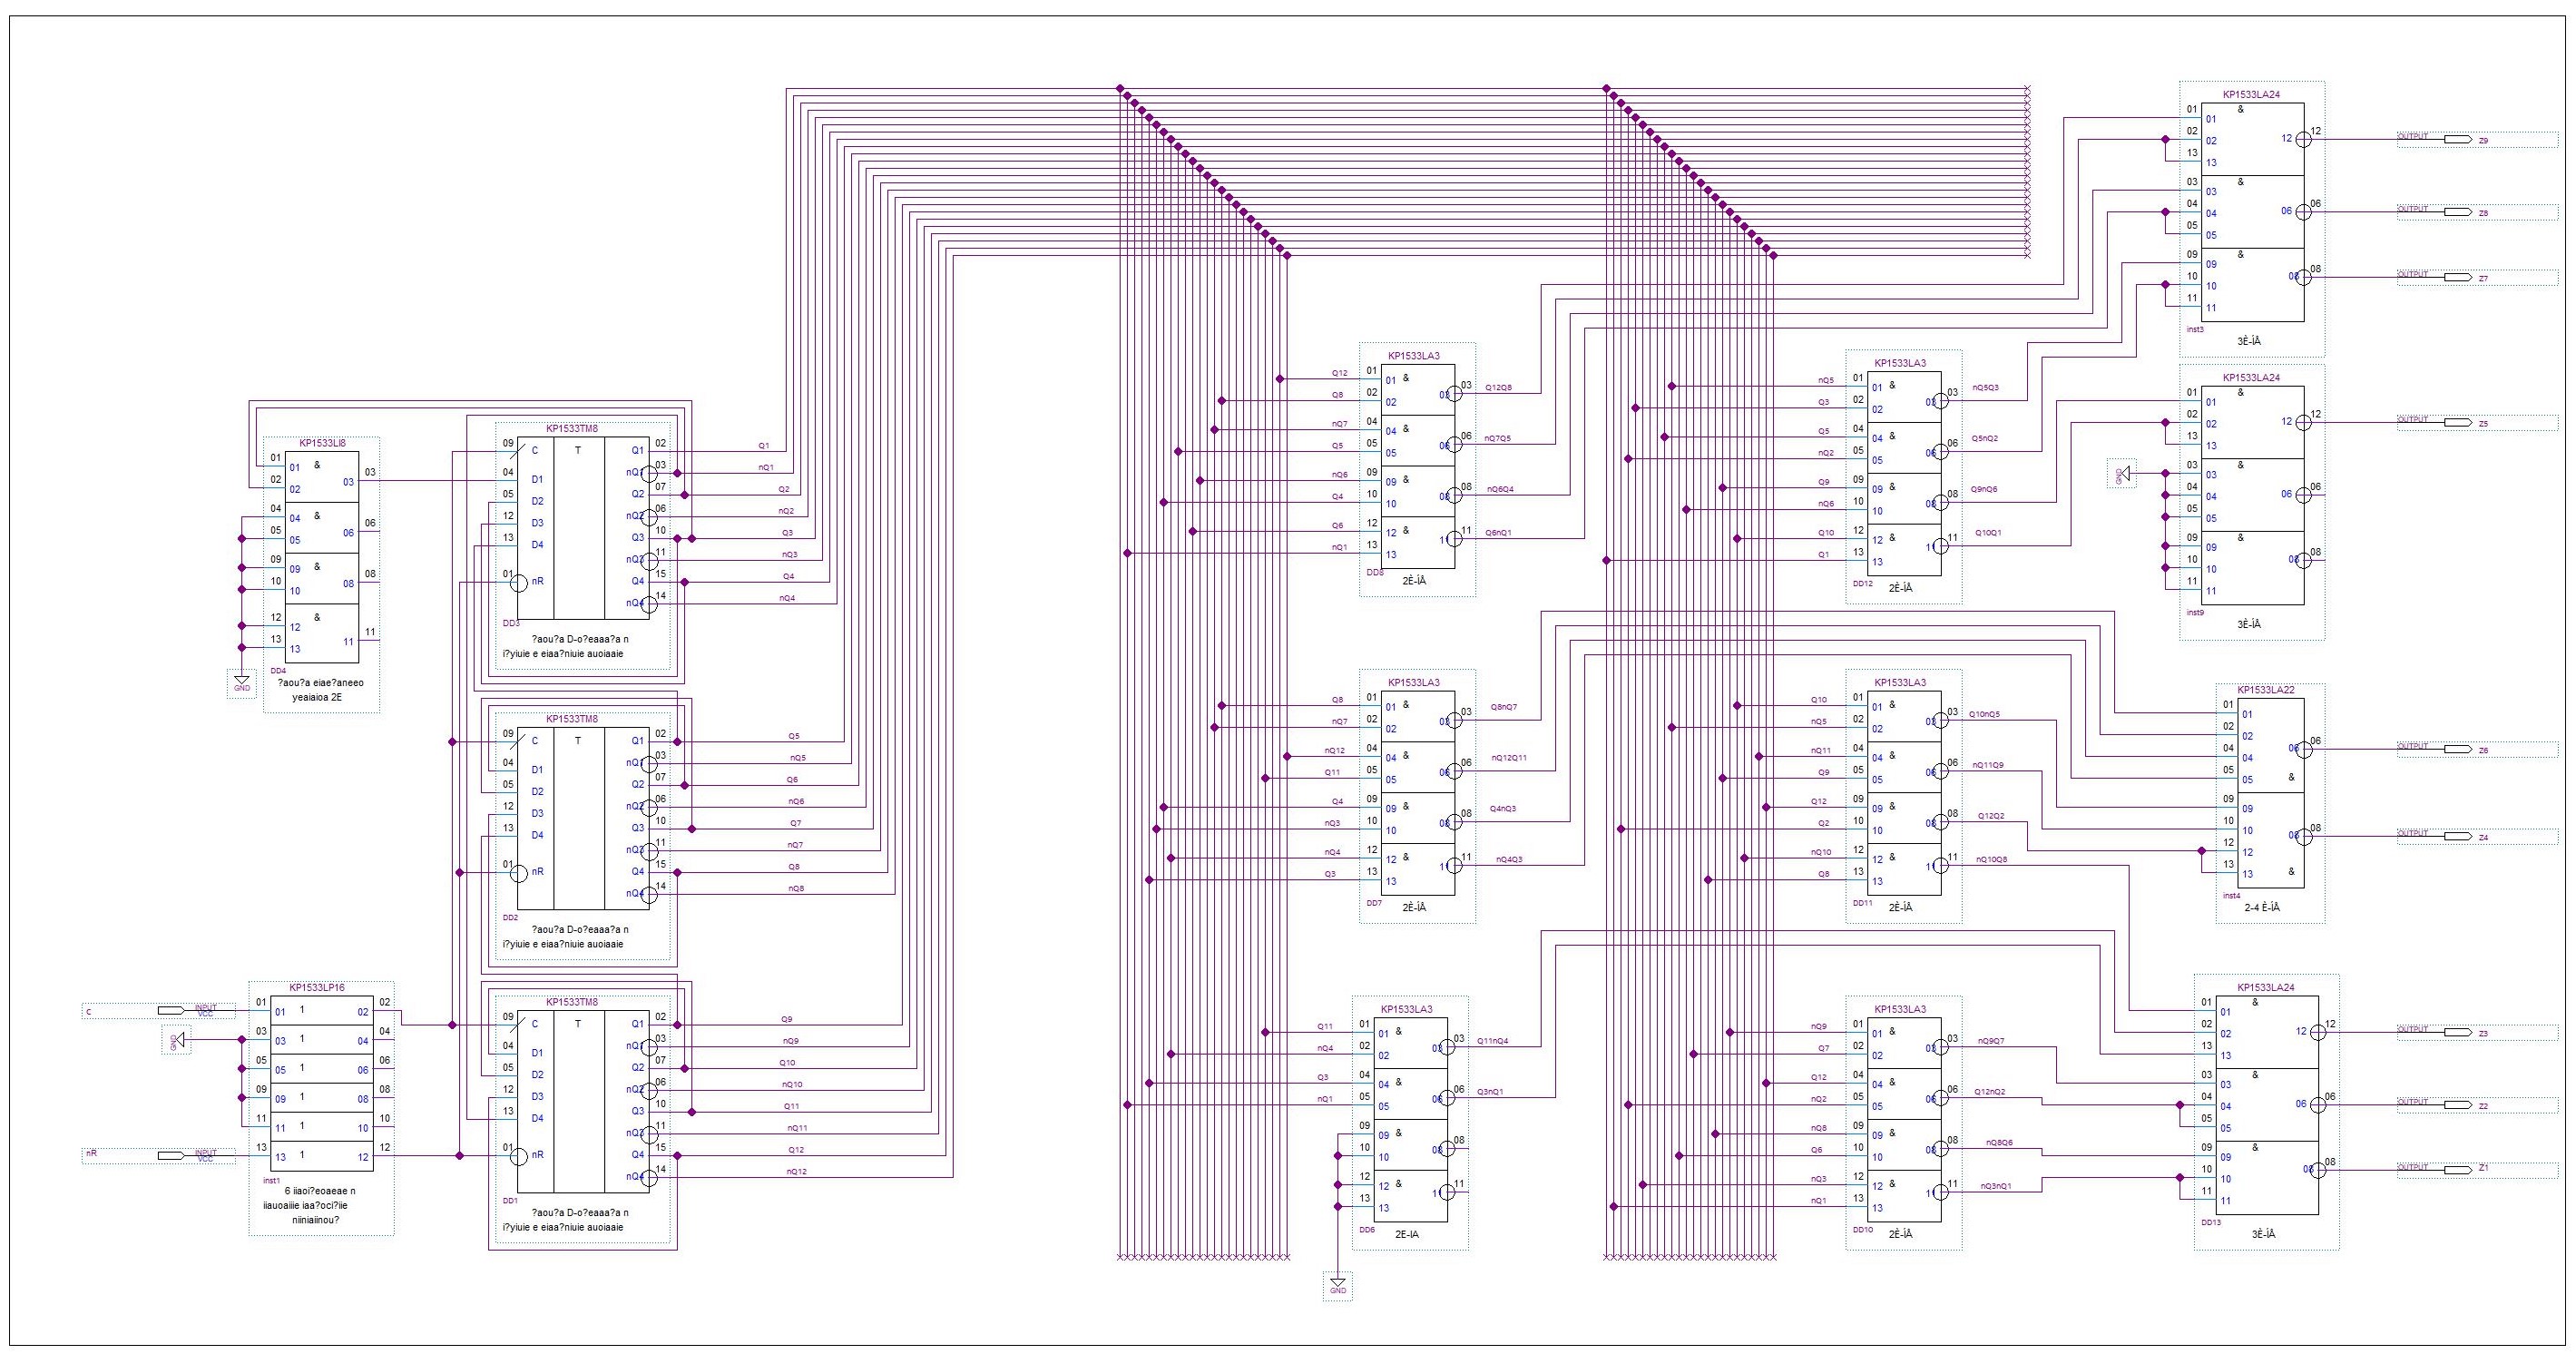 KP1533LI8
01 01 & 03 03
02 02
04 04 & 06 06
05 05
09 09 & 08 08
10 10
12 12 & 11 11
13 13
DD4
GND
?aou?a eiae?aneeo
yeaiaioa 2E
KP1533LP16
c INPUT VCC
01 01 1 02 02
GND
03 03 1 04 04
05 05 1 06 06
09 09 1 08 08
11 11 1 10 10
nR INPUT VCC
13 13 1 12 12
inst1
6 iiaoi?eoaeae n
iiauoaiiie iaa?oci?iie
niiniaiinou?
KP1533TM8
09 C T Q1 02 Q1
nQ1 03 nQ1
04 D1 Q2 07 Q2
05 D2 nQ2 06 nQ2
12 D3 Q3 10 Q3
13 D4 nQ3 11 nQ3
01 nR Q4 15 Q4
nQ4 14 nQ4
DD3
?aou?a D-o?eaaa?a n
i?yiuie e eiaa?niuie auoiaaie
KP1533TM8
09 C T Q1 02 Q5
04 D1 nQ1 03 nQ5
05 D2 Q2 07 Q6
12 D3 nQ2 06 nQ6
13 D4 Q3 10 Q7
nQ3 11 nQ7
01 nR Q4 15 Q8
nQ4 14 nQ8
DD2
?aou?a D-o?eaaa?a n
i?yiuie e eiaa?niuie auoiaaie
KP1533TM8
09 C T Q1 02 Q9
04 D1 nQ1 03 nQ9
05 D2 Q2 07 Q10
12 D3 nQ2 06 nQ10
13 D4 Q3 10 Q11
nQ3 11 nQ11
01 nR Q4 15 Q12
nQ4 14 nQ12
DD1
?aou?a D-o?eaaa?a n
i?yiuie e eiaa?niuie auoiaaie
KP1533LA3
Q12 01 01 & 03 03 Q12Q8
Q8 02 02
nQ7 04 04 & 06 06 nQ7Q5
Q5 05 05
nQ6 09 09 & 08 08 nQ6Q4
Q4 10 10
Q6 12 12 & 11 11 Q6nQ1
nQ1 13 13
DD8
2È-ÍÅ
KP1533LA3
Q8 01 01 & 03 03 Q8nQ7
nQ7 02 02
nQ12 04 04 & 06 06 nQ12Q11
Q11 05 05
Q4 09 09 & 08 08 Q4nQ3
nQ3 10 10
nQ4 12 12 & 11 11 nQ4Q3
Q3 13 13
DD7
2È-ÍÅ
KP1533LA3
Q11 01 01 & 03 03 Q11nQ4
nQ4 02 02
Q3 04 04 & 06 06 Q3nQ1
nQ1 05 05
09 09 & 08 08
10 10
12 12 & 11 11
13 13
DD6
2E-IA
GND
KP1533LA3
nQ5 01 01 & 03 03 nQ5Q3
Q3 02 02
Q5 04 04 & 06 06 Q5nQ2
nQ2 05 05
Q9 09 09 & 08 08 Q9nQ6
nQ6 10 10
Q10 12 12 & 11 11 Q10Q1
Q1 13 13
DD12
2È-ÍÅ
KP1533LA3
Q10 01 01 & 03 03 Q10nQ5
nQ5 02 02
nQ11 04 04 & 06 06 nQ11Q9
Q9 05 05
Q12 09 09 & 08 08 Q12Q2
Q2 10 10
nQ10 12 12 & 11 11 nQ10Q8
Q8 13 13
DD11
2È-ÍÅ
KP1533LA3
nQ9 01 01 & 03 03 nQ9Q7
Q7 02 02
Q12 04 04 & 06 06 Q12nQ2
nQ2 05 05
nQ8 09 09 & 08 08 nQ8Q6
Q6 10 10
nQ3 12 12 & 11 11 nQ3nQ1
nQ1 13 13
DD10
2È-ÍÅ
KP1533LA24
01 01 &
02 02 12 12 OUTPUT Z9
13 13
03 03 &
04 04 06 06 OUTPUT Z8
05 05
09 09 &
10 10 08 08 OUTPUT Z7
11 11
inst3
3È-ÍÅ
KP1533LA24
01 01 &
02 02 12 12 OUTPUT Z5
13 13
GND
03 03 &
04 04 06 06
05 05
09 09 &
10 10 08 08
11 11
inst9
3È-ÍÅ
KP1533LA22
01 01
02 02
04 04 06 06 OUTPUT Z6
05 05 &
09 09
10 10 08 08 OUTPUT Z4
12 12
13 13 &
inst4
2-4 È-ÍÅ
KP1533LA24
01 01 &
02 02 12 12 OUTPUT Z3
13 13
03 03 &
04 04 06 06 OUTPUT Z2
05 05
09 09 &
10 10 08 08 OUTPUT Z1
11 11
DD13
3È-ÍÅ